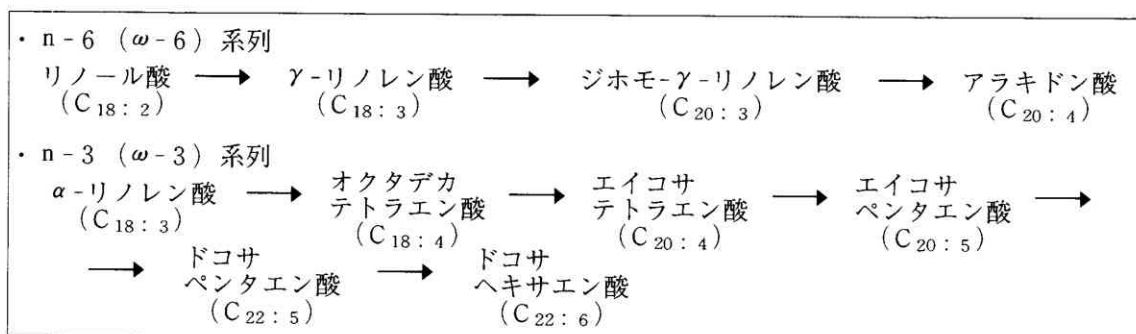 ・ n-6 (ω-6) 系列
リノール酸 → γ-リノレン酸 → ジホモ-γ-リノレン酸 → アラキドン酸
(C18:2) (C18:3) (C20:3) (C20:4)
・ n-3 (ω-3) 系列
α-リノレン酸 → オクタデカ → エイコサ → エイコサ →
テトラエン酸 テトラエン酸 ペンタエン酸
(C18:3) (C18:4) (C20:4) (C20:5)
→ ドコサ → ドコサ
ペンタエン酸 ヘキサエン酸
(C22:5) (C22:6)